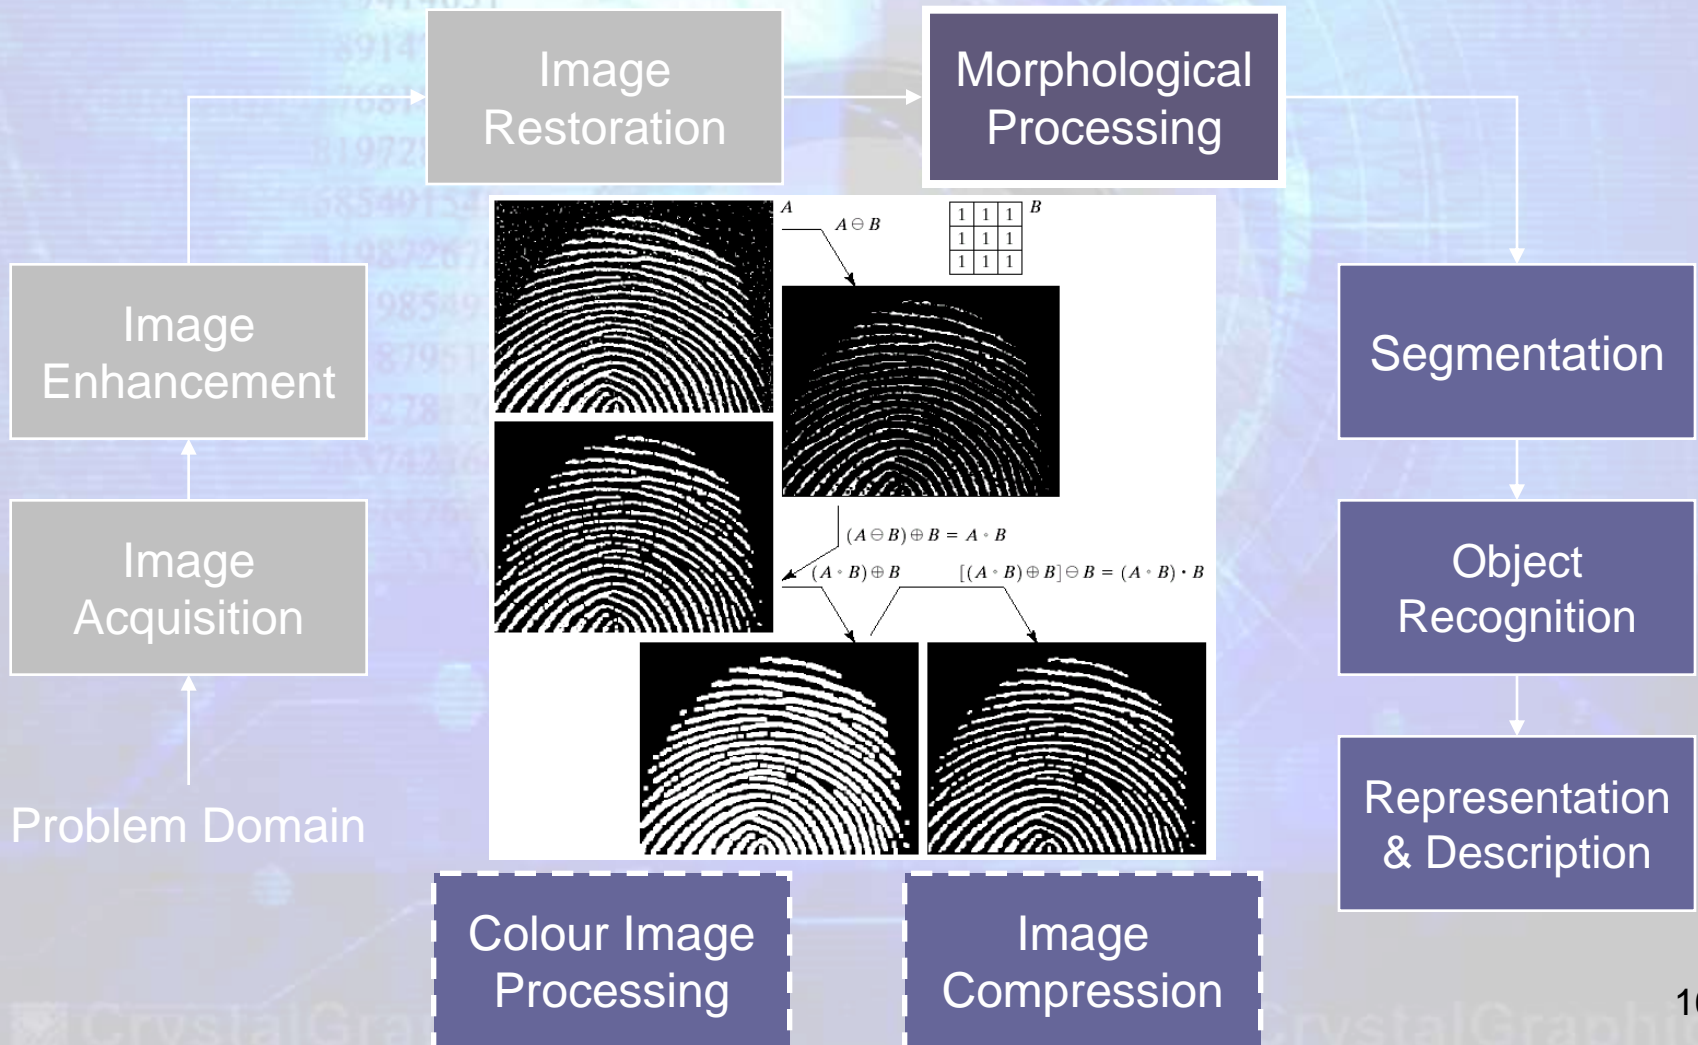 Image
Restoration
Morphological
Processing
A
A ⊖ B
1 1 1
1 1 1
1 1 1
B
Image
Enhancement
Segmentation
(A ⊖ B) ⊕ B = A ∘ B
(A ∘ B) ⊕ B
[(A ∘ B) ⊕ B] ⊖ B = (A ∘ B) • B
Image
Acquisition
Object
Recognition
Problem Domain
Representation
& Description
Colour Image
Processing
Image
Compression